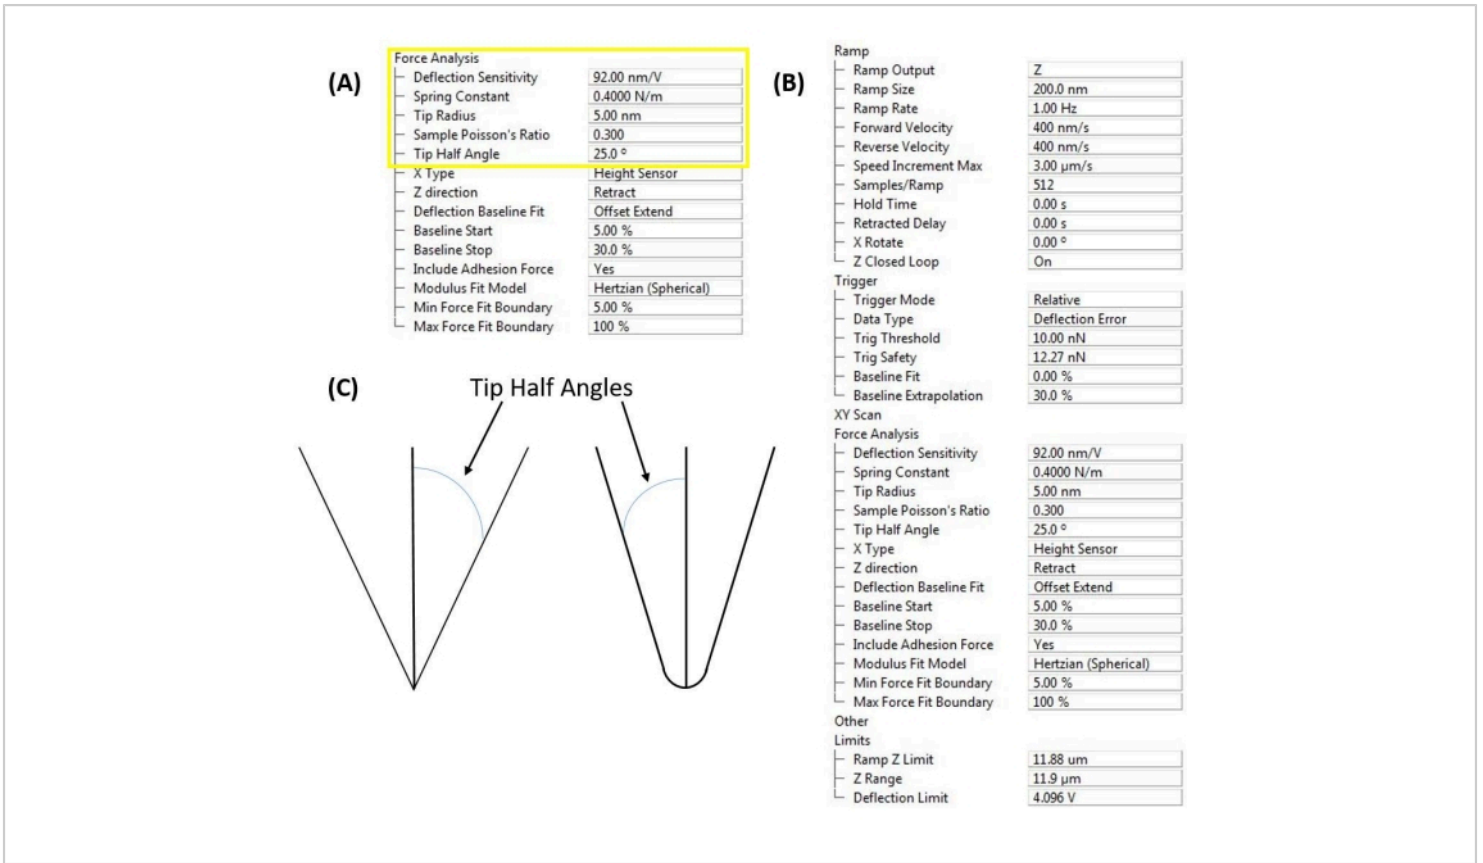 (A)
Force Analysis
Deflection Sensitivity 92.00 nm/V
Spring Constant 0.4000 N/m
Tip Radius 5.00 nm
Sample Poisson's Ratio 0.300
Tip Half Angle 25.0 °
X Type Height Sensor
Z direction Retract
Deflection Baseline Fit Offset Extend
Baseline Start 5.00 %
Baseline Stop 30.0 %
Include Adhesion Force Yes
Modulus Fit Model Hertzian (Spherical)
Min Force Fit Boundary 5.00 %
Max Force Fit Boundary 100 %
(B)
Ramp
Ramp Output Z
Ramp Size 200.0 nm
Ramp Rate 1.00 Hz
Forward Velocity 400 nm/s
Reverse Velocity 400 nm/s
Speed Increment Max 3.00 µm/s
Samples/Ramp 512
Hold Time 0.00 s
Retracted Delay 0.00 s
X Rotate 0.00 °
Z Closed Loop On
Trigger
Trigger Mode Relative
Data Type Deflection Error
Trig Threshold 10.00 nN
Trig Safety 12.27 nN
Baseline Fit 0.00 %
Baseline Extrapolation 30.0 %
XY Scan
Force Analysis
Deflection Sensitivity 92.00 nm/V
Spring Constant 0.4000 N/m
Tip Radius 5.00 nm
Sample Poisson's Ratio 0.300
Tip Half Angle 25.0 °
X Type Height Sensor
Z direction Retract
Deflection Baseline Fit Offset Extend
Baseline Start 5.00 %
Baseline Stop 30.0 %
Include Adhesion Force Yes
Modulus Fit Model Hertzian (Spherical)
Min Force Fit Boundary 5.00 %
Max Force Fit Boundary 100 %
Other
Limits
Ramp Z Limit 11.88 um
Z Range 11.9 µm
Deflection Limit 4.096 V
(C)
Tip Half Angles